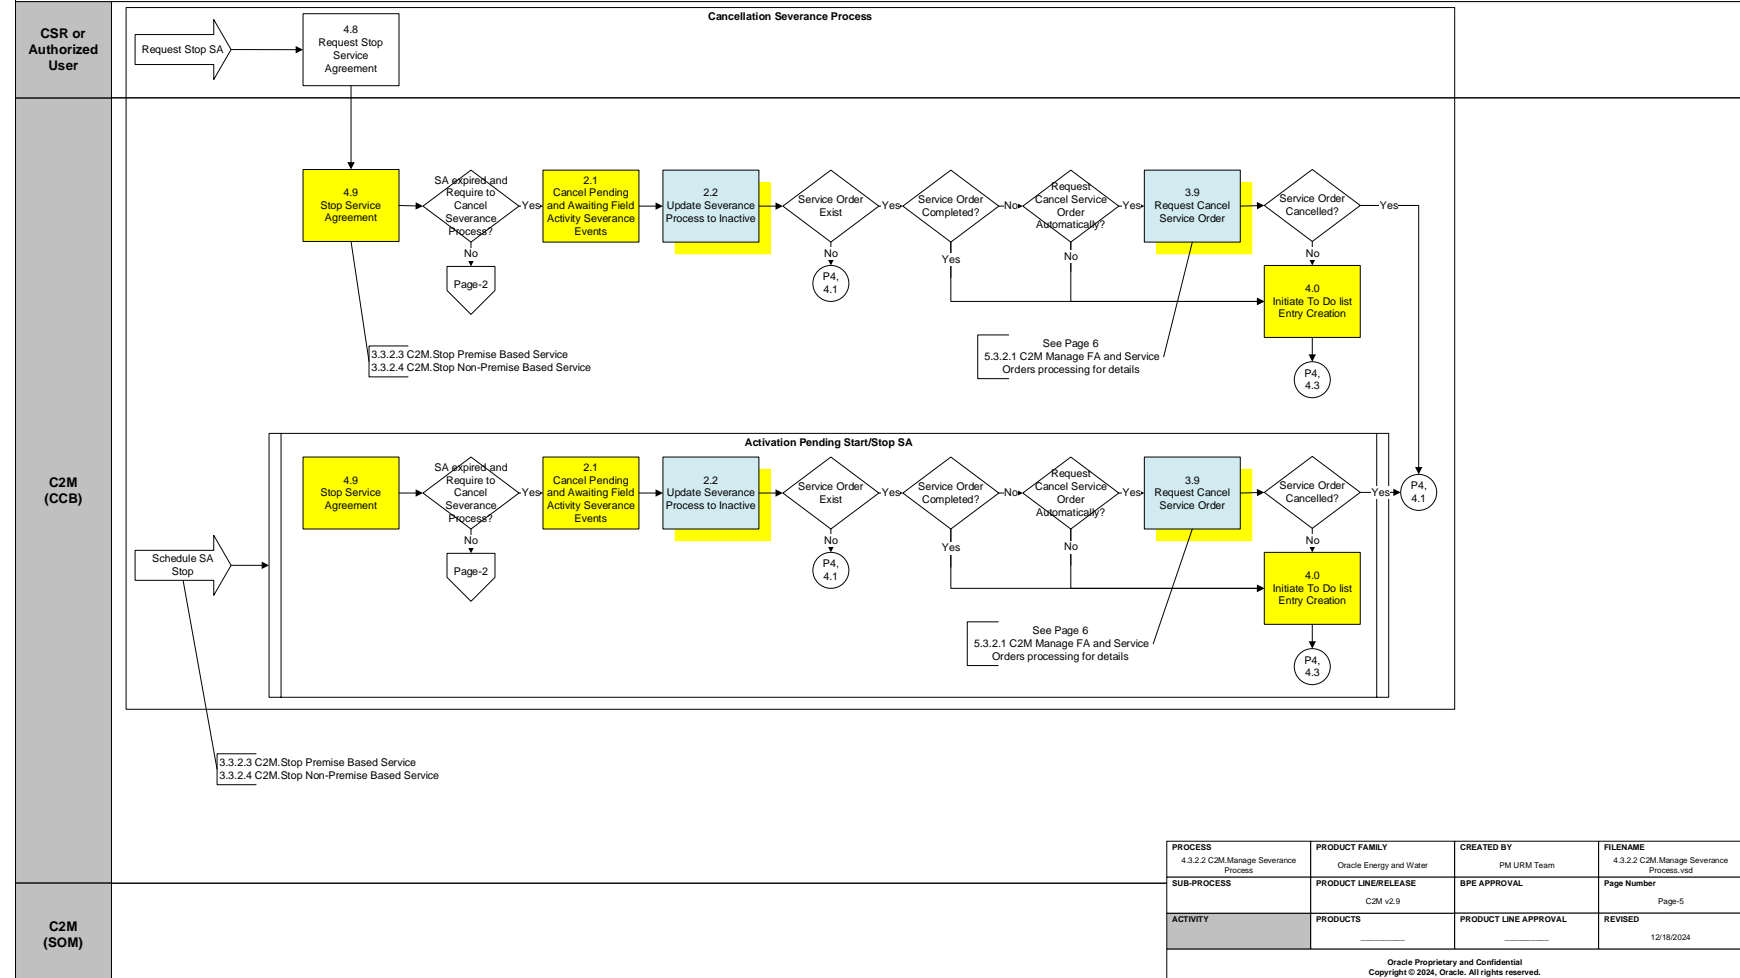 Cancellation Severance Process
CSR or
Authorized
User
Request Stop SA
4.8
Request Stop
Service
Agreement
C2M
(CCB)
4.9
Stop Service
Agreement
SA expired and
Require to
Cancel
Severance
Process?
Yes
No
Page-2
2.1
Cancel Pending
and Awaiting Field
Activity Severance
Events
2.2
Update Severance
Process to Inactive
Service Order
Exist
Yes
No
P4,
4.1
Service Order
Completed?
No
Yes
Request
Cancel Service
Order
Automatically?
Yes
No
3.9
Request Cancel
Service Order
Service Order
Cancelled?
Yes
No
4.0
Initiate To Do list
Entry Creation
P4,
4.3
3.3.2.3 C2M.Stop Premise Based Service
3.3.2.4 C2M.Stop Non-Premise Based Service
See Page 6
5.3.2.1 C2M Manage FA and Service
Orders processing for details
Activation Pending Start/Stop SA
Schedule SA
Stop
4.9
Stop Service
Agreement
SA expired and
Require to
Cancel
Severance
Process?
Yes
No
Page-2
2.1
Cancel Pending
and Awaiting Field
Activity Severance
Events
2.2
Update Severance
Process to Inactive
Service Order
Exist
Yes
No
P4,
4.1
Service Order
Completed?
No
Yes
Request
Cancel Service
Order
Automatically?
Yes
No
3.9
Request Cancel
Service Order
Service Order
Cancelled?
Yes
P4,
4.1
No
4.0
Initiate To Do list
Entry Creation
P4,
4.3
See Page 6
5.3.2.1 C2M Manage FA and Service
Orders processing for details
3.3.2.3 C2M.Stop Premise Based Service
3.3.2.4 C2M.Stop Non-Premise Based Service
C2M
(SOM)
PROCESS
4.3.2.2 C2M.Manage Severance
Process
PRODUCT FAMILY
Oracle Energy and Water
CREATED BY
PM URM Team
FILENAME
4.3.2.2 C2M.Manage Severance
Process.vsd
SUB-PROCESS
PRODUCT LINE/RELEASE
C2M v2.9
BPE APPROVAL
Page Number
Page-5
ACTIVITY
PRODUCTS
PRODUCT LINE APPROVAL
REVISED
12/18/2024
Oracle Proprietary and Confidential
Copyright © 2024, Oracle. All rights reserved.